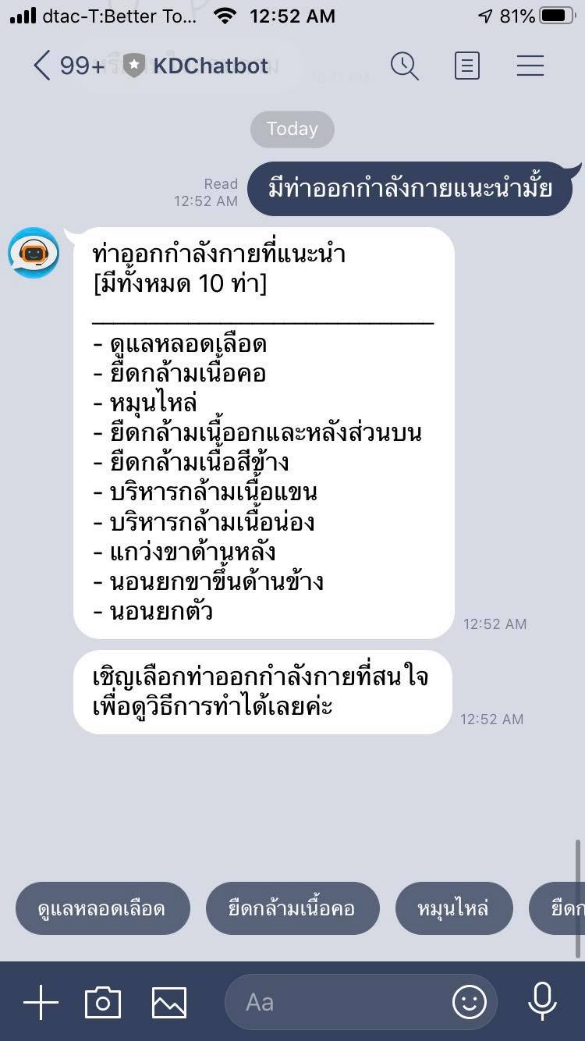 dtac-T:Better To... 12:52 AM 81%
99+ KDChatbot
Today
Read
12:52 AM
มีท่าออกกำลังกายแนะนำมั้ย
ท่าออกกำลังกายที่แนะนำ
[มีทั้งหมด 10 ท่า]
- ดูแลหลอดเลือด
- ยืดกล้ามเนื้อคอ
- หมุนไหล่
- ยืดกล้ามเนื้ออกและหลังส่วนบน
- ยืดกล้ามเนื้อสีข้าง
- บริหารกล้ามเนื้อแขน
- บริหารกล้ามเนื้อน่อง
- แกว่งขาด้านหลัง
- นอนยกขาขึ้นด้านข้าง
- นอนยกตัว
12:52 AM
เชิญเลือกท่าออกกำลังกายที่สนใจ
เพื่อดูวิธีการทำได้เลยค่ะ
12:52 AM
ดูแลหลอดเลือด ยืดกล้ามเนื้อคอ หมุนไหล่ ยืดก
Aa